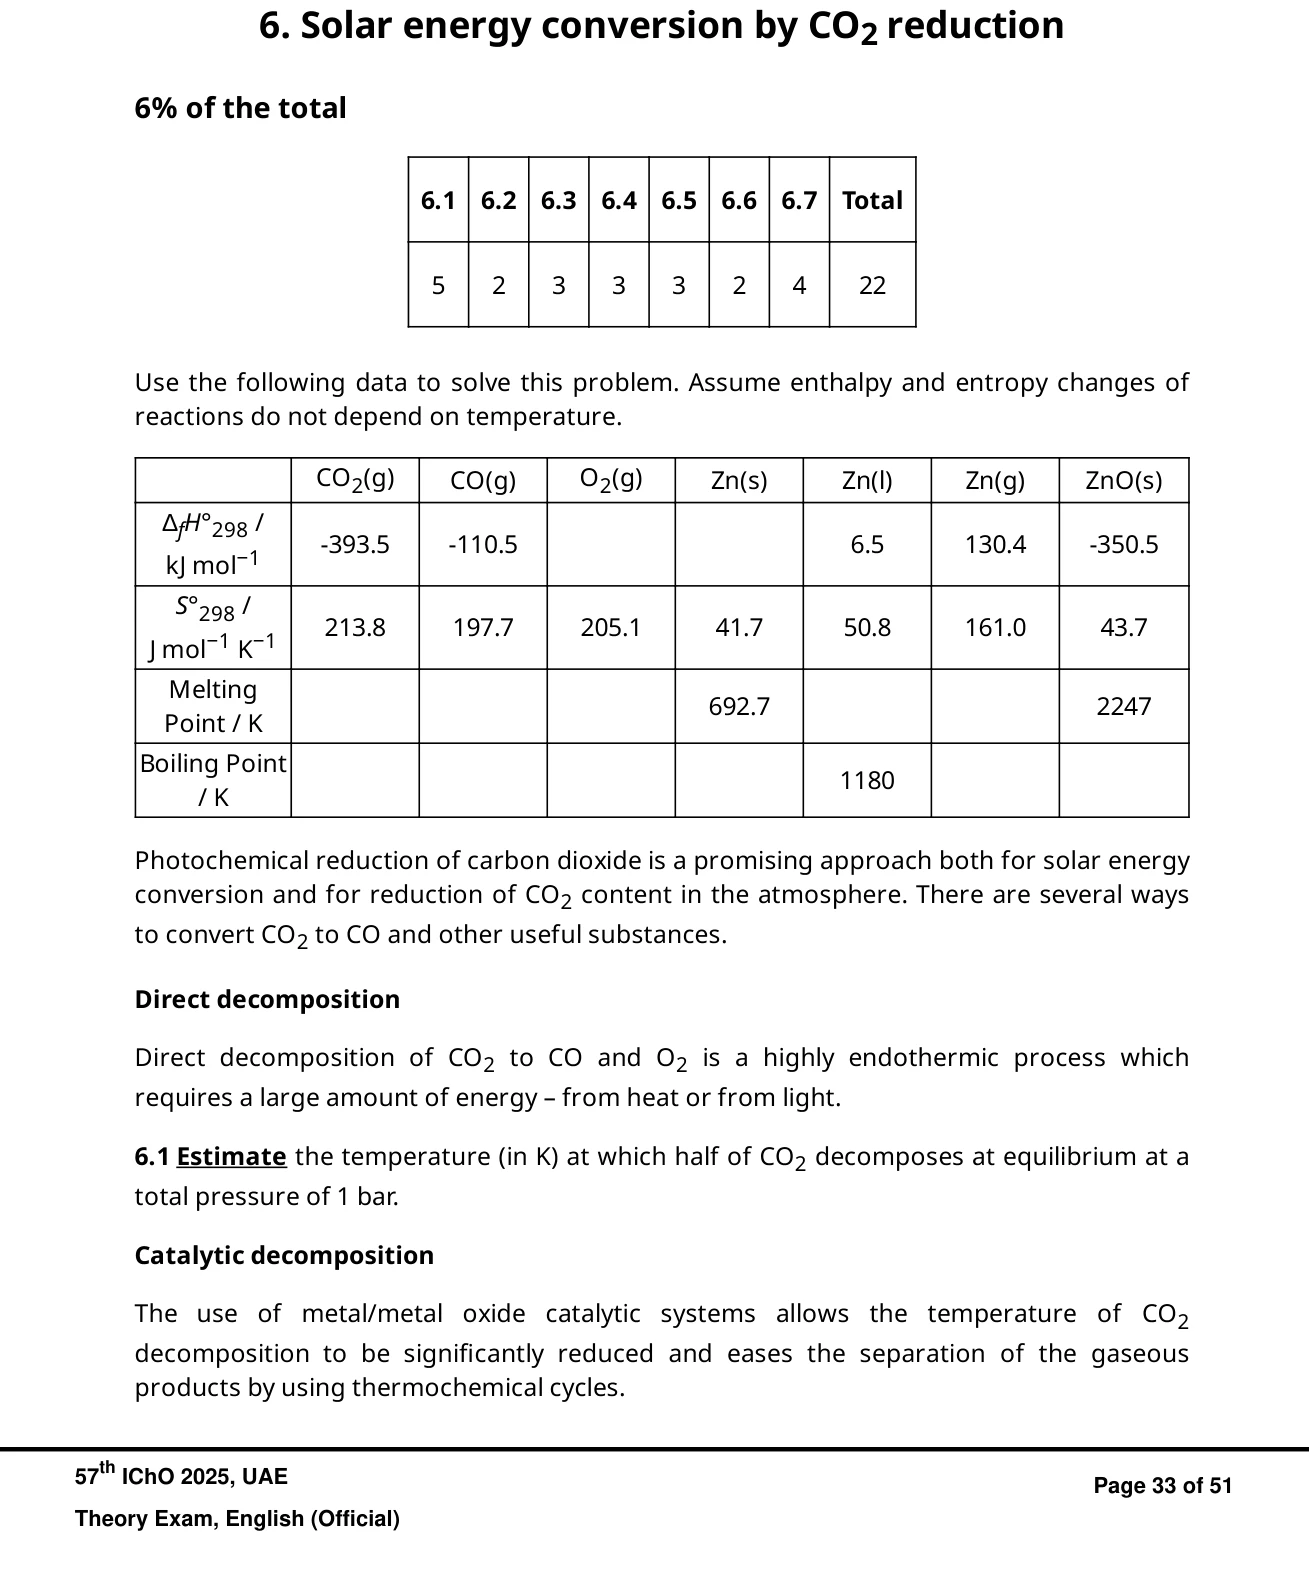 6. Solar energy conversion by CO2 reduction
6% of the total
6.1 6.2 6.3 6.4 6.5 6.6 6.7 Total
5 2 3 3 3 2 4 22
Use the following data to solve this problem. Assume enthalpy and entropy changes of
reactions do not depend on temperature.
CO2(g) CO(g) O2(g) Zn(s) Zn(l) Zn(g) ZnO(s)
ΔfH°298 /
kJ mol−1 -393.5 -110.5 6.5 130.4 -350.5
S°298 /
J mol−1 K−1 213.8 197.7 205.1 41.7 50.8 161.0 43.7
Melting
Point / K 692.7 2247
Boiling Point
/ K 1180
Photochemical reduction of carbon dioxide is a promising approach both for solar energy
conversion and for reduction of CO2 content in the atmosphere. There are several ways
to convert CO2 to CO and other useful substances.
Direct decomposition
Direct decomposition of CO2 to CO and O2 is a highly endothermic process which
requires a large amount of energy – from heat or from light.
6.1 Estimate the temperature (in K) at which half of CO2 decomposes at equilibrium at a
total pressure of 1 bar.
Catalytic decomposition
The use of metal/metal oxide catalytic systems allows the temperature of CO2
decomposition to be significantly reduced and eases the separation of the gaseous
products by using thermochemical cycles.
57th IChO 2025, UAE
Page 33 of 51
Theory Exam, English (Official)